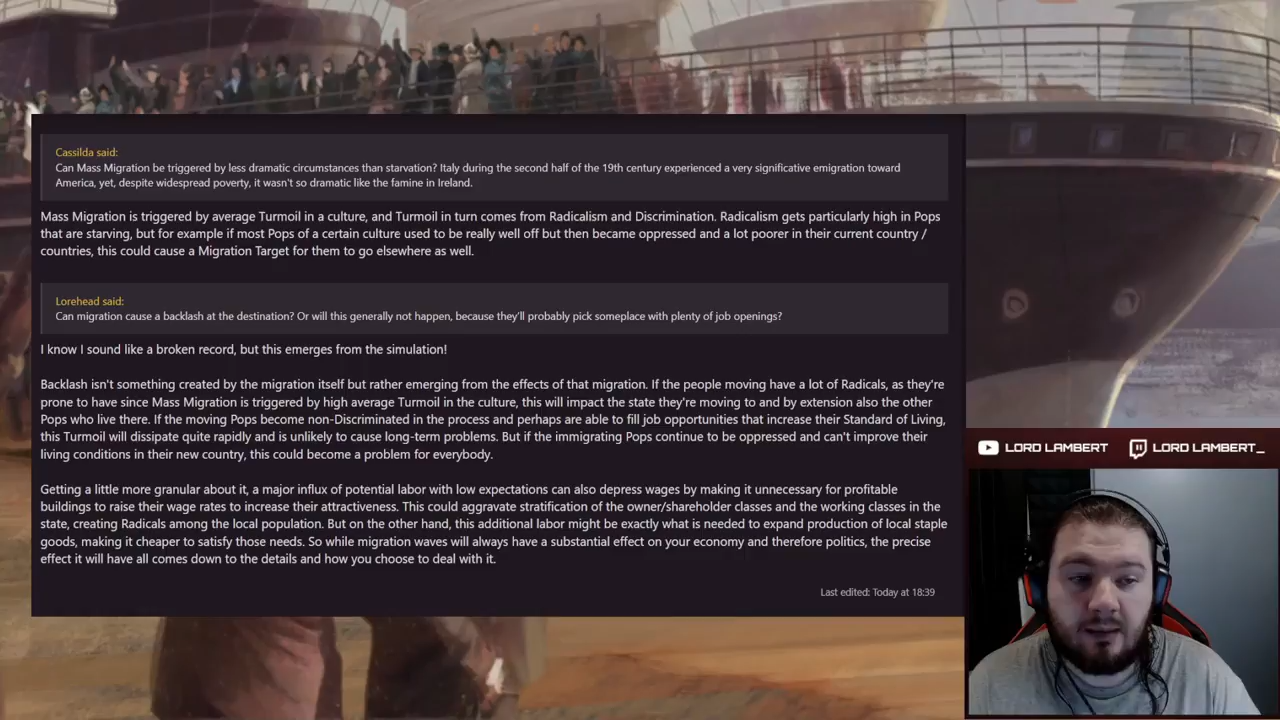 Cassilda said:
Can Mass Migration be triggered by less dramatic circumstances than starvation? Italy during the second half of the 19th century experienced a very significative emigration toward
America, yet, despite widespread poverty, it wasn't so dramatic like the famine in Ireland.
Mass Migration is triggered by average Turmoil in a culture, and Turmoil in turn comes from Radicalism and Discrimination. Radicalism gets particularly high in Pops
that are starving, but for example if most Pops of a certain culture used to be really well off but then became oppressed and a lot poorer in their current country /
countries, this could cause a Migration Target for them to go elsewhere as well.
Lorehead said:
Can migration cause a backlash at the destination? Or will this generally not happen, because they'll probably pick someplace with plenty of job openings?
I know I sound like a broken record, but this emerges from the simulation!
Backlash isn't something created by the migration itself but rather emerging from the effects of that migration. If the people moving have a lot of Radicals, as they're
prone to have since Mass Migration is triggered by high average Turmoil in the culture, this will impact the state they're moving to and by extension also the other
Pops who live there. If the moving Pops become non-Discriminated in the process and perhaps are able to fill job opportunities that increase their Standard of Living,
this Turmoil will dissipate quite rapidly and is unlikely to cause long-term problems. But if the immigrating Pops continue to be oppressed and can't improve their
living conditions in their new country, this could become a problem for everybody.
Getting a little more granular about it, a major influx of potential labor with low expectations can also depress wages by making it unnecessary for profitable
buildings to raise their wage rates to increase their attractiveness. This could aggravate stratification of the owner/shareholder classes and the working classes in the
state, creating Radicals among the local population. But on the other hand, this additional labor might be exactly what is needed to expand production of local staple
goods, making it cheaper to satisfy those needs. So while migration waves will always have a substantial effect on your economy and therefore politics, the precise
effect it will have all comes down to the details and how you choose to deal with it.
Last edited: Today at 18:39
LORD LAMBERT
LORD LAMBERT_